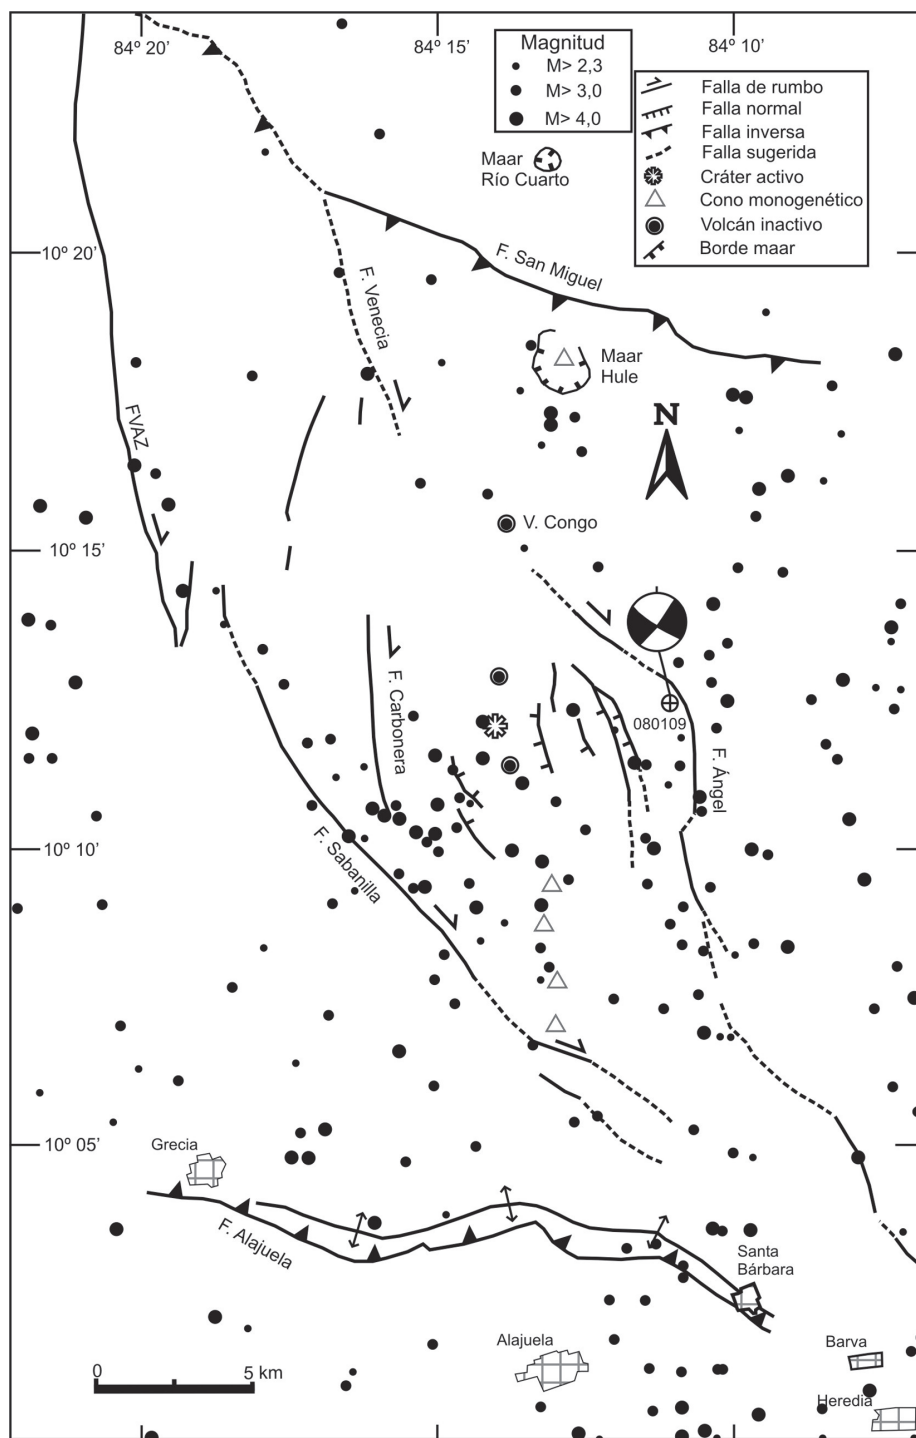 84º 20’
84º 15’
84º 10’
Magnitud
M> 2,3
M> 3,0
M> 4,0
Falla de rumbo
Falla normal
Falla inversa
Falla sugerida
Cráter activo
Cono monogenético
Volcán inactivo
Borde maar
Maar
Río Cuarto
10º 20’
F. San Miguel
F. Venecia
Maar
Hule
FVAZ
N
V. Congo
10º 15’
F. Carbonera
080109
F. Ángel
10º 10’
F. Sabanilla
10º 05’
Grecia
F. Alajuela
Santa
Bárbara
Alajuela
Barva
0
5 km
Heredia